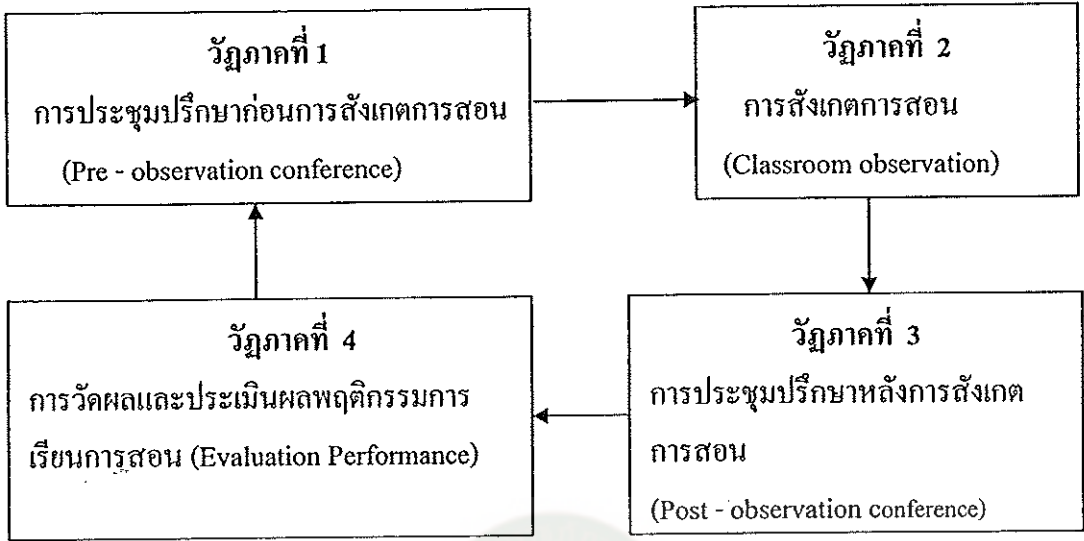 วัฏภาคที่ 1
การประชุมปรึกษาก่อนการสังเกตการสอน
(Pre - observation conference)
วัฏภาคที่ 2
การสังเกตการสอน
(Classroom observation)
วัฏภาคที่ 3
การประชุมปรึกษาหลังการสังเกต
การสอน
(Post - observation conference)
วัฏภาคที่ 4
การวัดผลและประเมินผลพฤติกรรมการ
เรียนการสอน (Evaluation Performance)